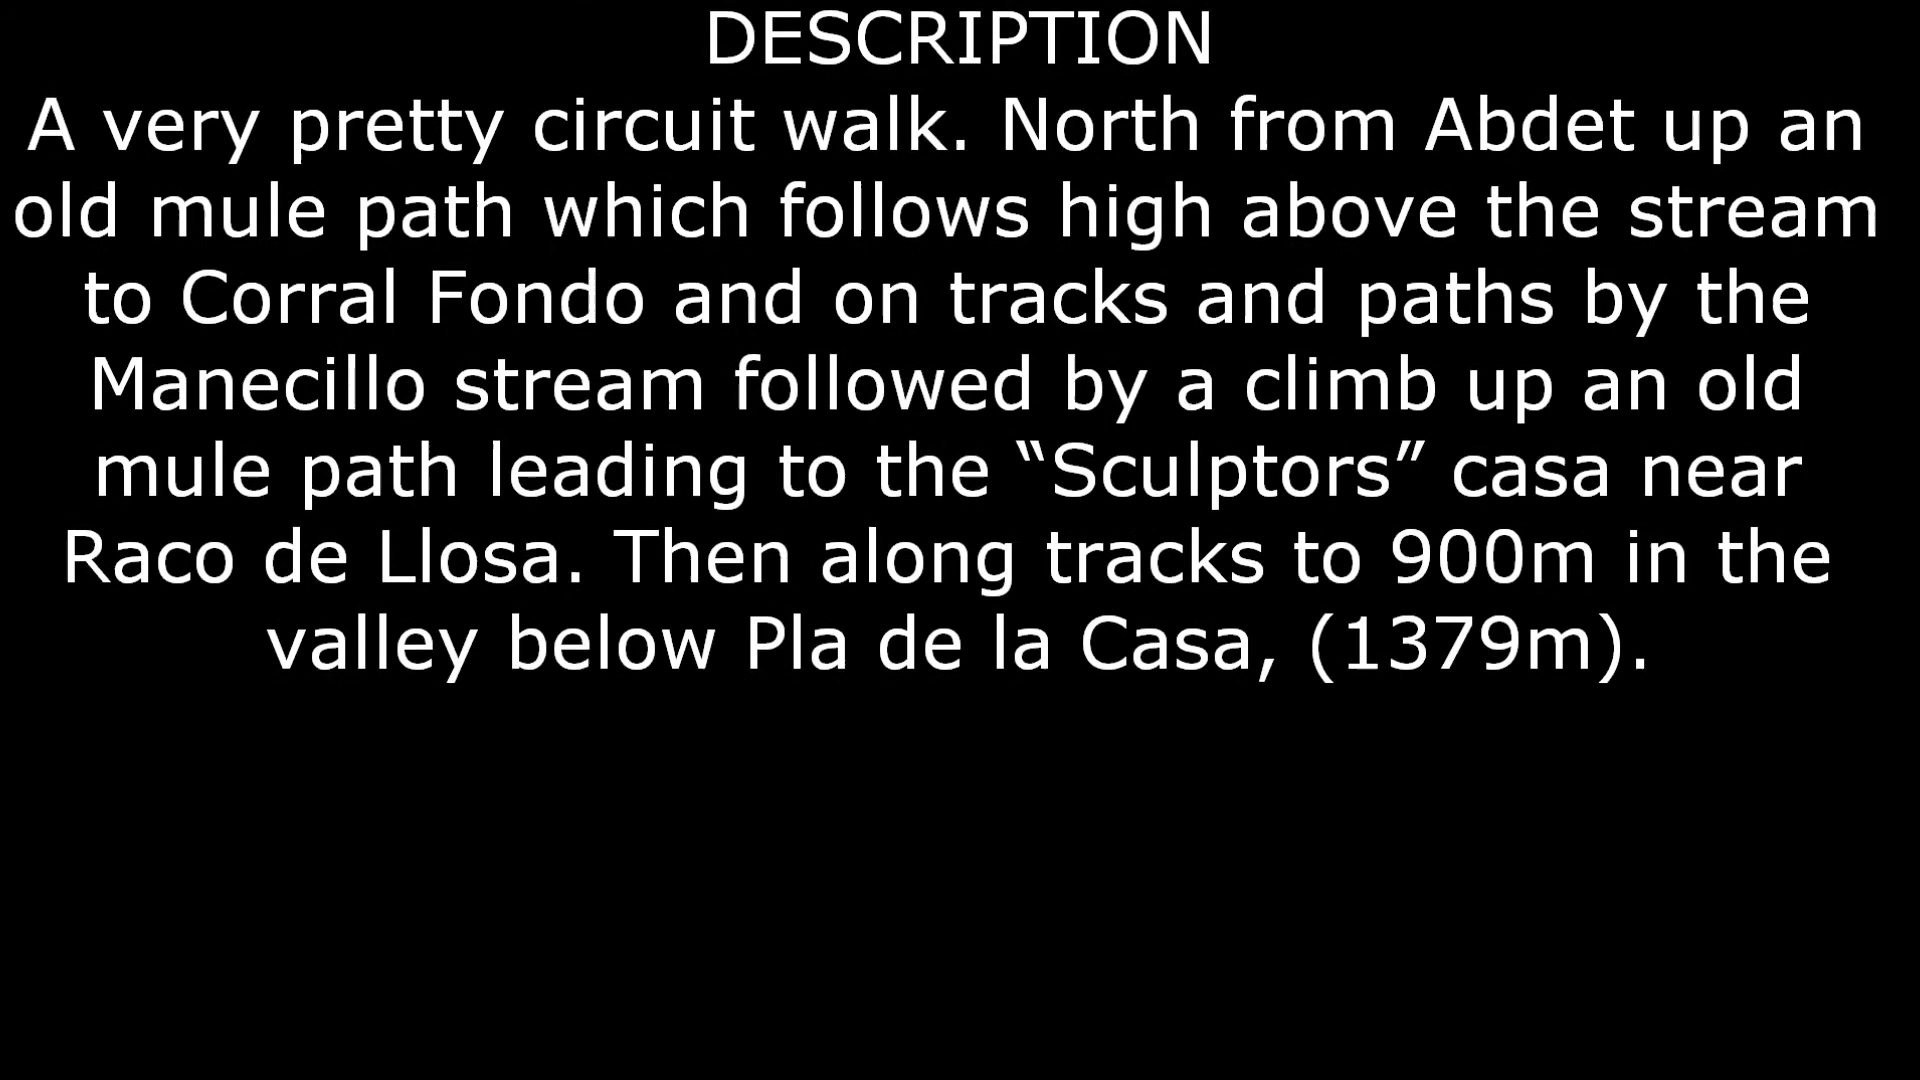 DESCRIPTION
A very pretty circuit walk. North from Abdet up an
old mule path which follows high above the stream
to Corral Fondo and on tracks and paths by the
Manecillo stream followed by a climb up an old
mule path leading to the “Sculptors” casa near
Raco de Llosa. Then along tracks to 900m in the
valley below Pla de la Casa, (1379m).